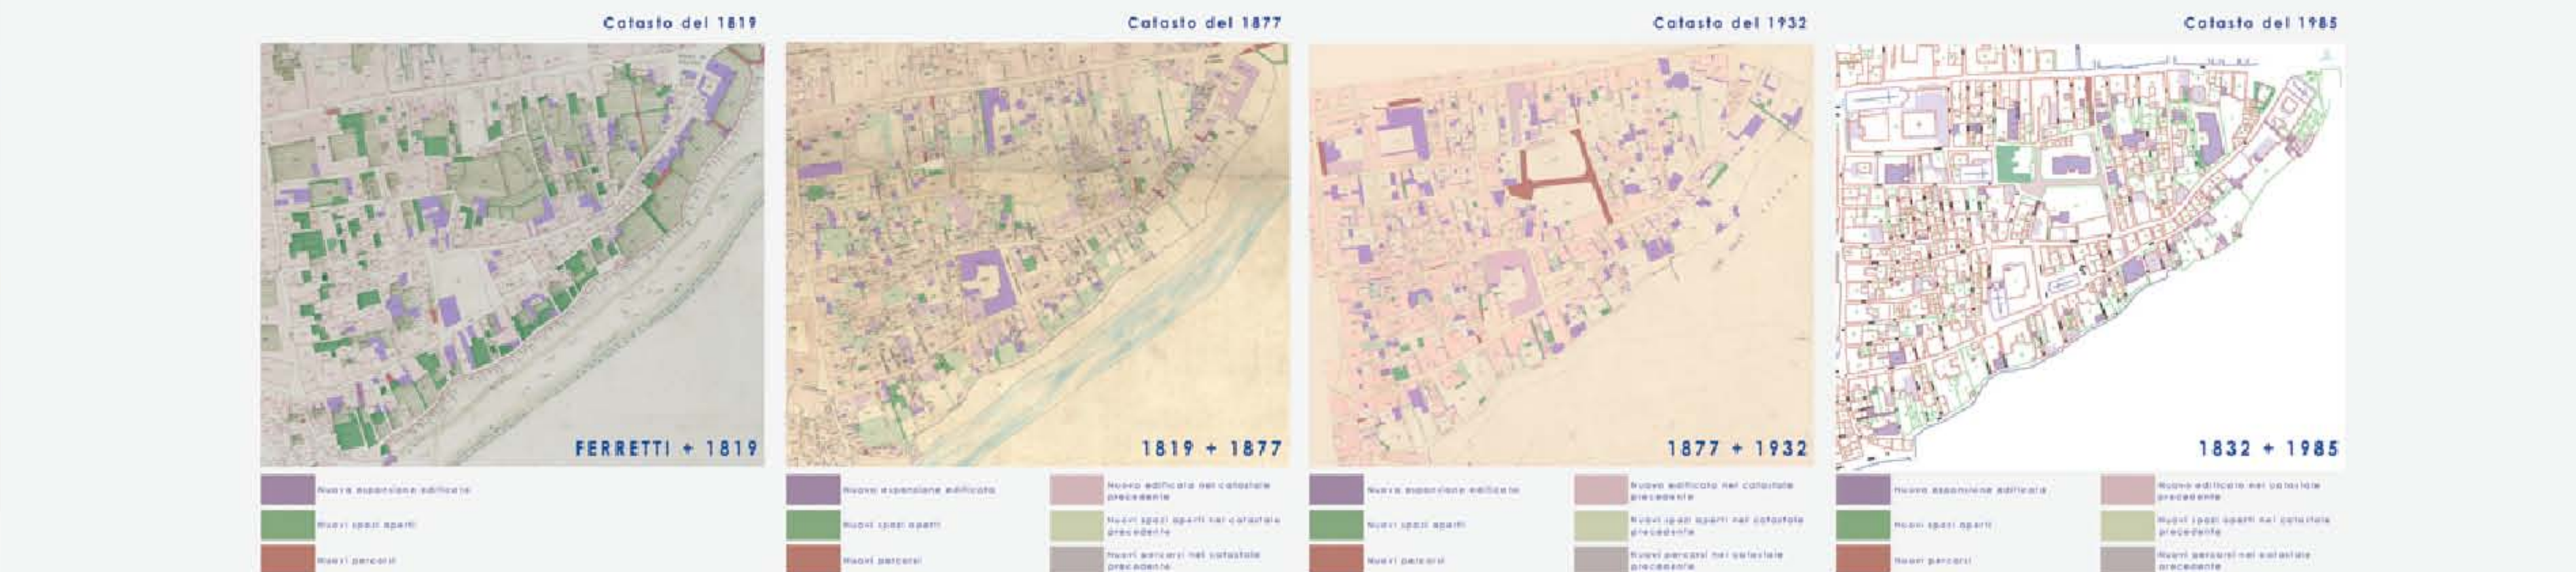 Catasto del 1819
Catasto del 1877
Catasto del 1932
Catasto del 1985
FERRETTI + 1819
1819 + 1877
1877 + 1932
1832 + 1985
Nuova espansione edificata
Nuovi spazi aperti
Nuovi percorsi
Nuova espansione edificata
Nuovi spazi aperti
Nuovi percorsi
Nuovo edificato nel catastale
precedente
Nuovi spazi aperti nel catastale
precedente
Nuovi percorsi nel catastale
precedente
Nuova espansione edificata
Nuovi spazi aperti
Nuovi percorsi
Nuovo edificato nel catastale
precedente
Nuovi spazi aperti nel catastale
precedente
Nuovi percorsi nel catastale
precedente
Nuova espansione edificata
Nuovi spazi aperti
Nuovi percorsi
Nuovo edificato nel catastale
precedente
Nuovi spazi aperti nel catastale
precedente
Nuovi percorsi nel catastale
precedente